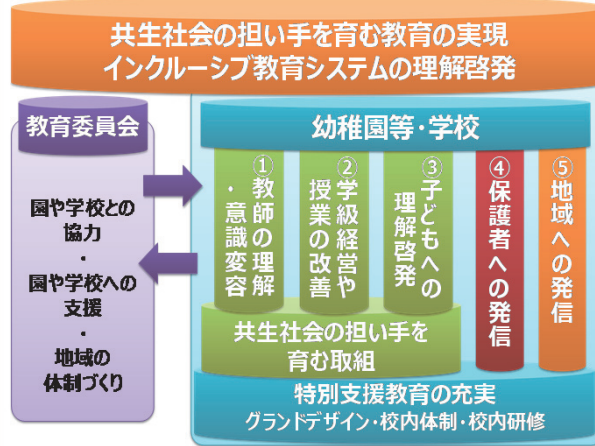 共生社会の担い手を育む教育の実現
インクルーシブ教育システムの理解啓発
教育委員会
園や学校との
協力
・
園や学校への
支援
・
地域の
体制づくり
幼稚園等・学校
①教師の理解
・意識変容
②学級経営や
授業の改善
③子どもへの
理解啓発
④保護者への発信
⑤地域への発信
共生社会の担い手を
育む取組
特別支援教育の充実
グランドデザイン・校内体制・校内研修